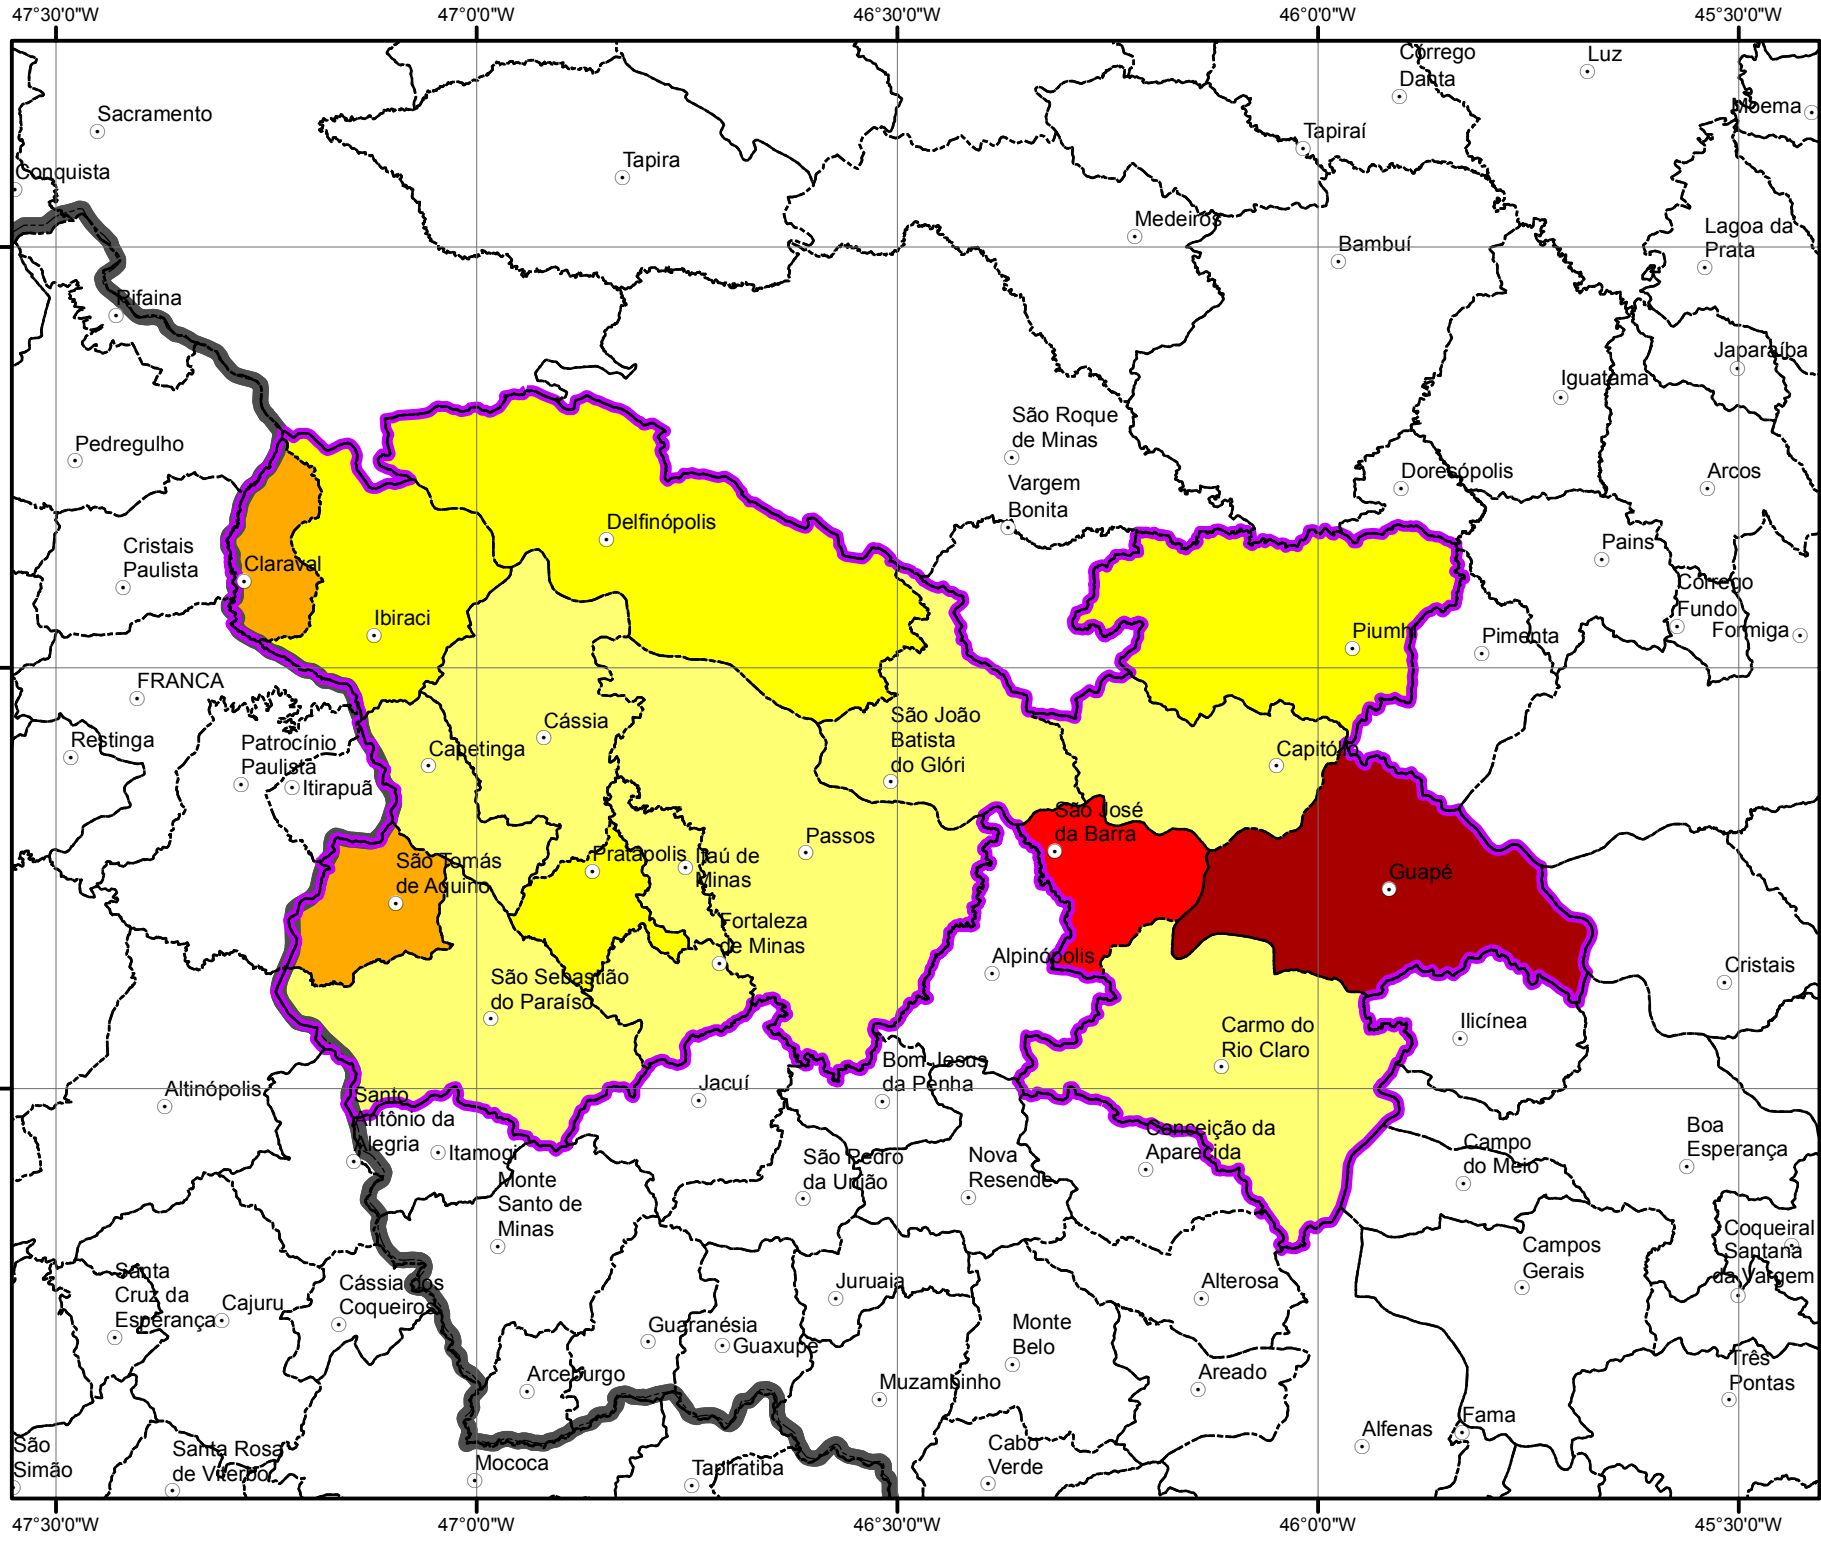 47°30'0"W
47°0'0"W
46°30'0"W
46°0'0"W
45°30'0"W
Córrego
Danta
Luz
Moema
Sacramento
Tapiraí
Tapira
Conquista
Medeiros
Bambuí
Lagoa da
Prata
Rifaina
Japaraíba
Iguatama
São Roque
de Minas
Pedregulho
Doresópolis
Arcos
Vargem
Bonita
Delfinópolis
Cristais
Paulista
Claraval
Pains
Córrego
Fundo
Formiga
Ibiraci
Piumhi
Pimenta
FRANCA
Restinga
Patrocínio
Paulista
Itirapuã
Capetinga
Cássia
São João
Batista
do Glóri
Capitólio
São José
da Barra
Passos
Pratápolis
Itaú de
Minas
São Tomás
de Aquino
Guapé
Fortaleza
de Minas
Alpinópolis
São Sebastião
do Paraíso
Cristais
Carmo do
Rio Claro
Ilicínea
Bom Jesus
da Penha
Jacuí
Altinópolis
Santo
Antônio da
Alegria
Itamogi
Conceição da
Aparecida
Campo
do Meio
Boa
Esperança
São Pedro
da União
Nova
Resende
Monte
Santo de
Minas
Coqueiral
Santana
da Vargem
Campos
Gerais
Santa
Cruz da
Esperança
Cajuru
Cássia dos
Coqueiros
Juruaia
Alterosa
Guaranésia
Guaxupé
Monte
Belo
Arceburgo
Muzambinho
Areado
Três
Pontas
Alfenas
Fama
São
Simão
Santa Rosa
de Viterbo
Mococa
Tapiratiba
Cabo
Verde
47°30'0"W
47°0'0"W
46°30'0"W
46°0'0"W
45°30'0"W